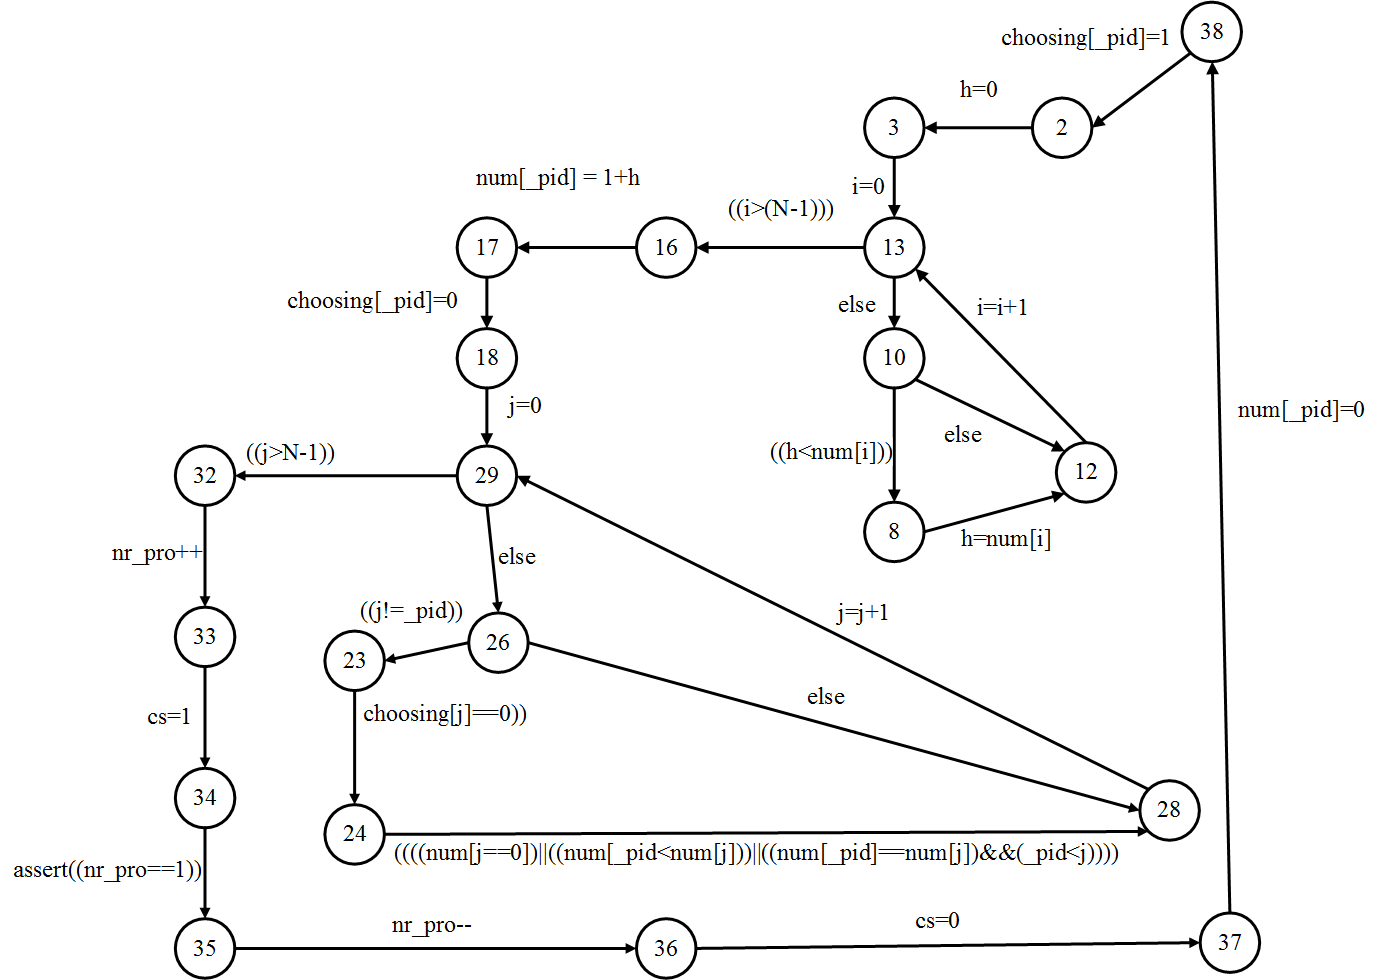 38
choosing[_pid]=1
h=0
3
2
num[_pid] = 1+h
i=0
((i>(N-1)))
17
16
13
choosing[_pid]=0
else
i=i+1
18
10
j=0
num[_pid]=0
else
((j>N-1))
((h<num[i]))
32
29
12
8
h=num[i]
nr_pro++
else
((j!=_pid))
j=j+1
33
26
23
else
choosing[j]==0))
cs=1
34
28
24
((((num[j==0])||((num[_pid<num[j]))||((num[_pid]==num[j])&&(_pid<j))))
assert((nr_pro==1))
nr_pro--
cs=0
35
36
37